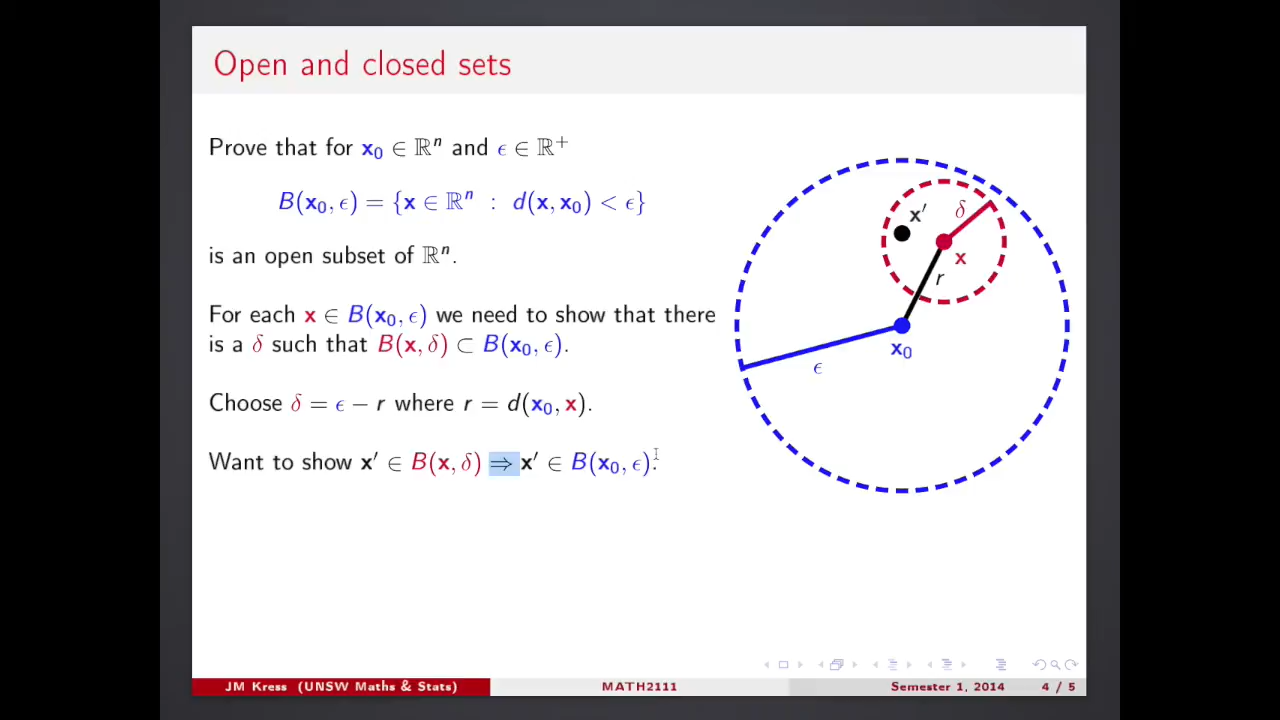 Open and closed sets
Prove that for x₀ ∈ ℝⁿ and ϵ ∈ ℝ⁺
B(x₀, ϵ) = {x ∈ ℝⁿ : d(x, x₀) < ϵ}
is an open subset of ℝⁿ.
For each x ∈ B(x₀, ϵ) we need to show that there
is a δ such that B(x, δ) ⊂ B(x₀, ϵ).
Choose δ = ϵ − r where r = d(x₀, x).
Want to show x′ ∈ B(x, δ) ⇒ x′ ∈ B(x₀, ϵ).
x′
δ
x
r
x₀
ϵ
JM Kress (UNSW Maths & Stats)
MATH2111
Semester 1, 2014
4 / 5